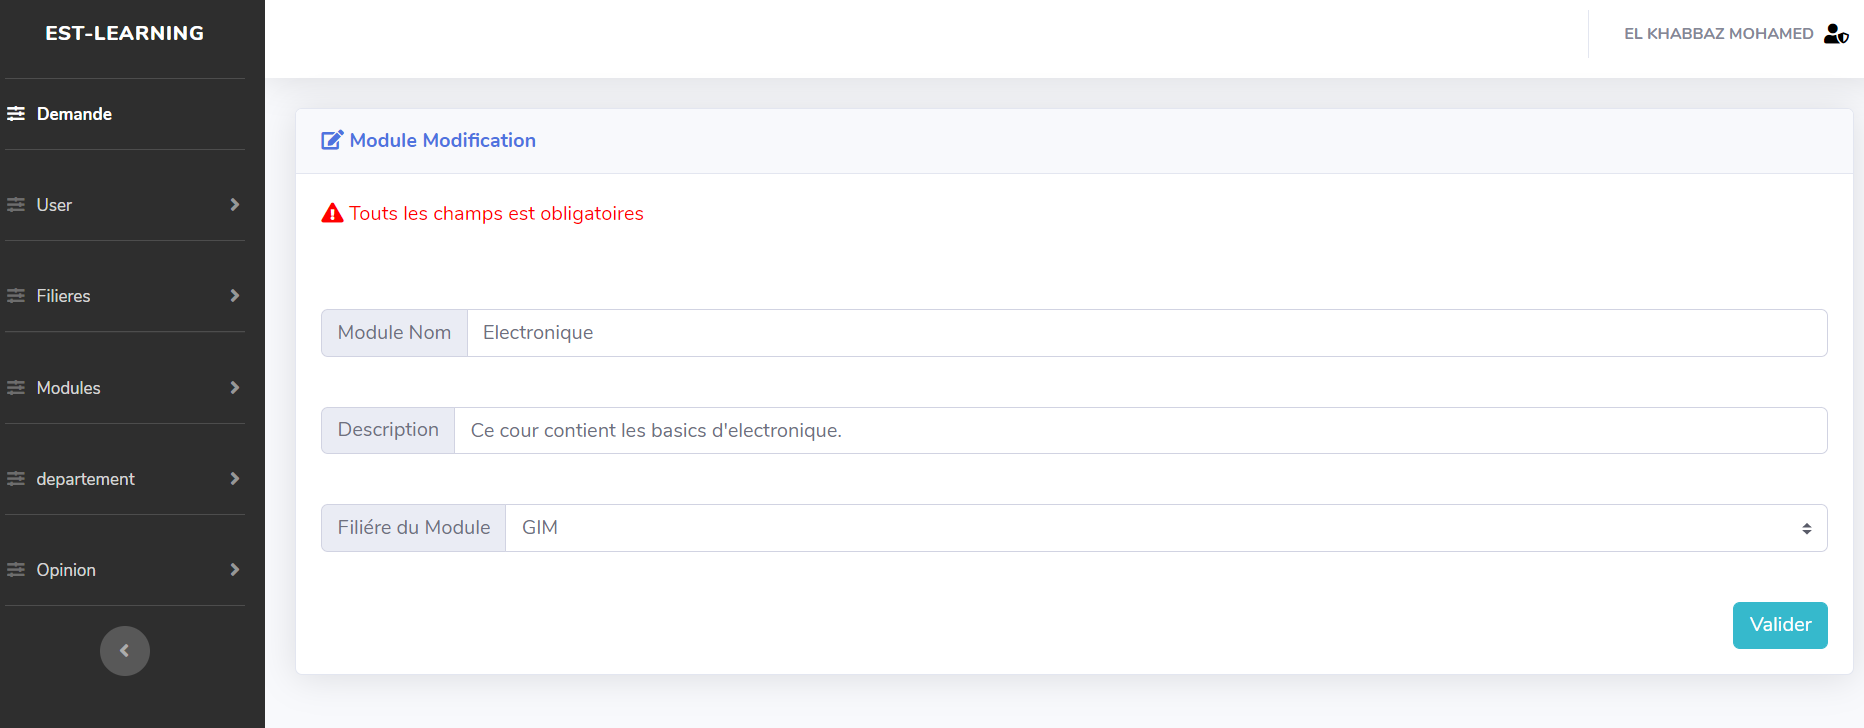 EST-LEARNING
EL KHABBAZ MOHAMED
Demande
User
Filieres
Modules
departement
Opinion
Module Modification
Touts les champs est obligatoires
Module Nom Electronique
Description Ce cour contient les basics d'electronique.
Filiére du Module GIM
Valider